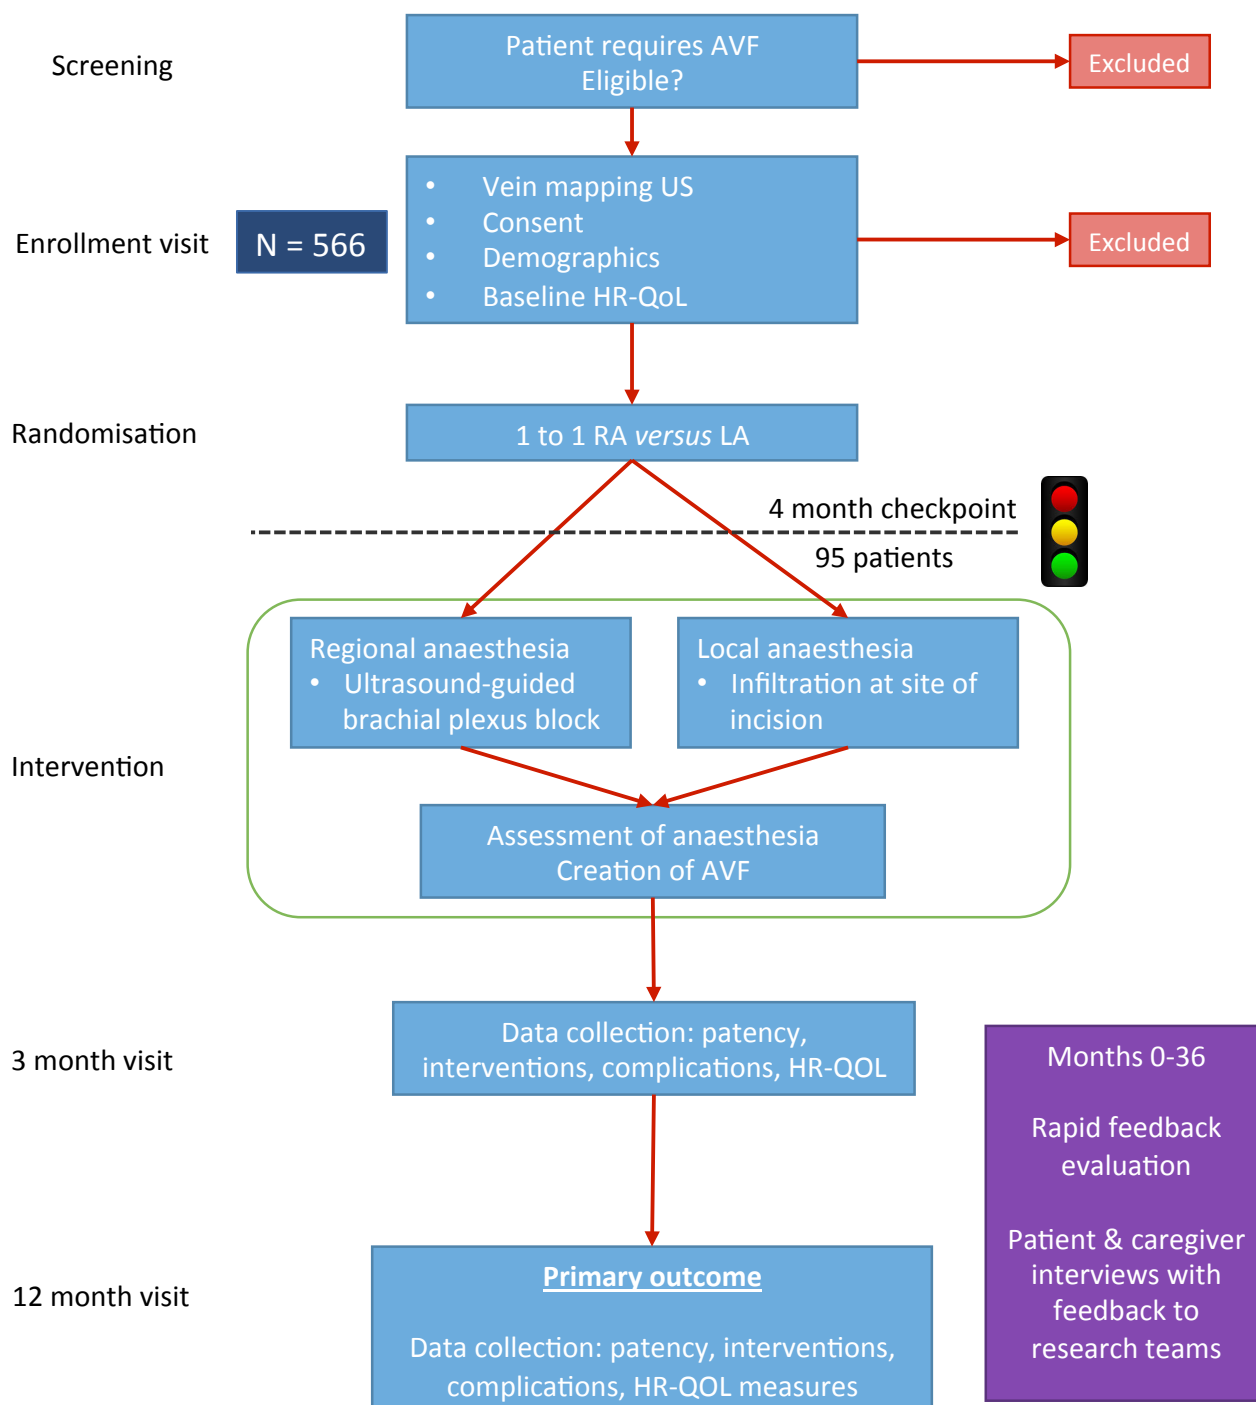 Screening
Patient requires AVF
Eligible?
Excluded
Enrollment visit
N = 566
• Vein mapping US
• Consent
• Demographics
• Baseline HR-QoL
Excluded
Randomisation
1 to 1 RA versus LA
4 month checkpoint
95 patients
Intervention
Regional anaesthesia
• Ultrasound-guided
brachial plexus block
Local anaesthesia
• Infiltration at site of
incision
Assessment of anaesthesia
Creation of AVF
3 month visit
Data collection: patency,
interventions, complications, HR-QOL
12 month visit
Primary outcome
Data collection: patency, interventions,
complications, HR-QOL measures
Months 0-36
Rapid feedback
evaluation
Patient & caregiver
interviews with
feedback to
research teams